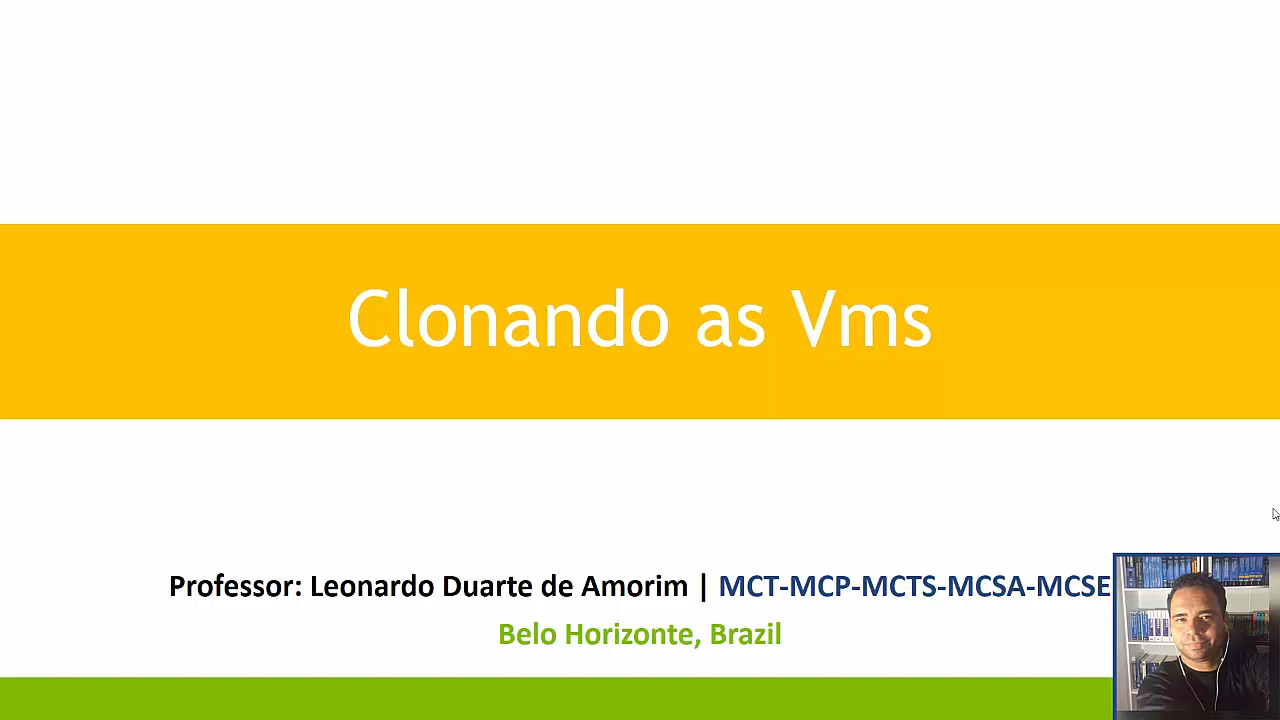 Clonando as Vms
Professor: Leonardo Duarte de Amorim | MCT-MCP-MCTS-MCSA-MCSE
Belo Horizonte, Brazil